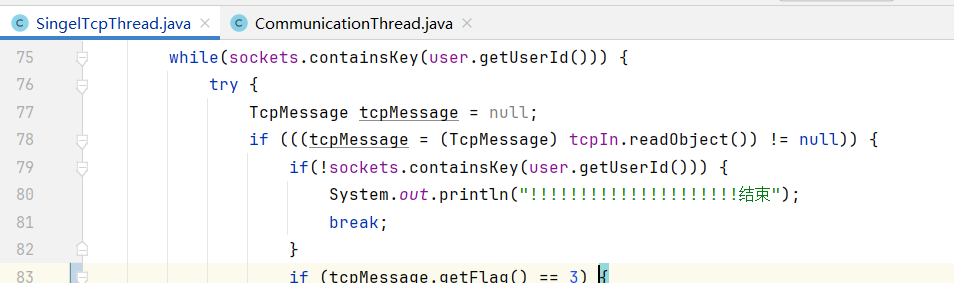 SingelTcpThread.java × CommunicationThread.java ×
75 while(sockets.containsKey(user.getUserId())) {
76 try {
77 TcpMessage tcpMessage = null;
78 if (((tcpMessage = (TcpMessage) tcpIn.readObject()) != null)) {
79 if(!sockets.containsKey(user.getUserId())) {
80 System.out.println("!!!!!!!!!!!!!!!!!!!!!结束");
81 break;
82 }
83 if (tcpMessage.getFlag() == 3) {